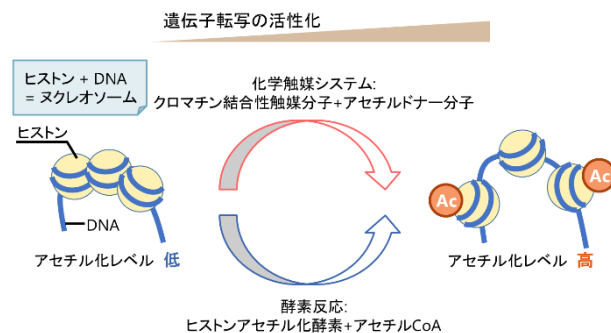 遺伝子転写の活性化
ヒストン + DNA
= ヌクレオソーム
化学触媒システム:
クロマチン結合性触媒分子+アセチルドナー分子
ヒストン
Ac
Ac
DNA
アセチル化レベル 低
アセチル化レベル 高
酵素反応:
ヒストンアセチル化酵素+アセチルCoA